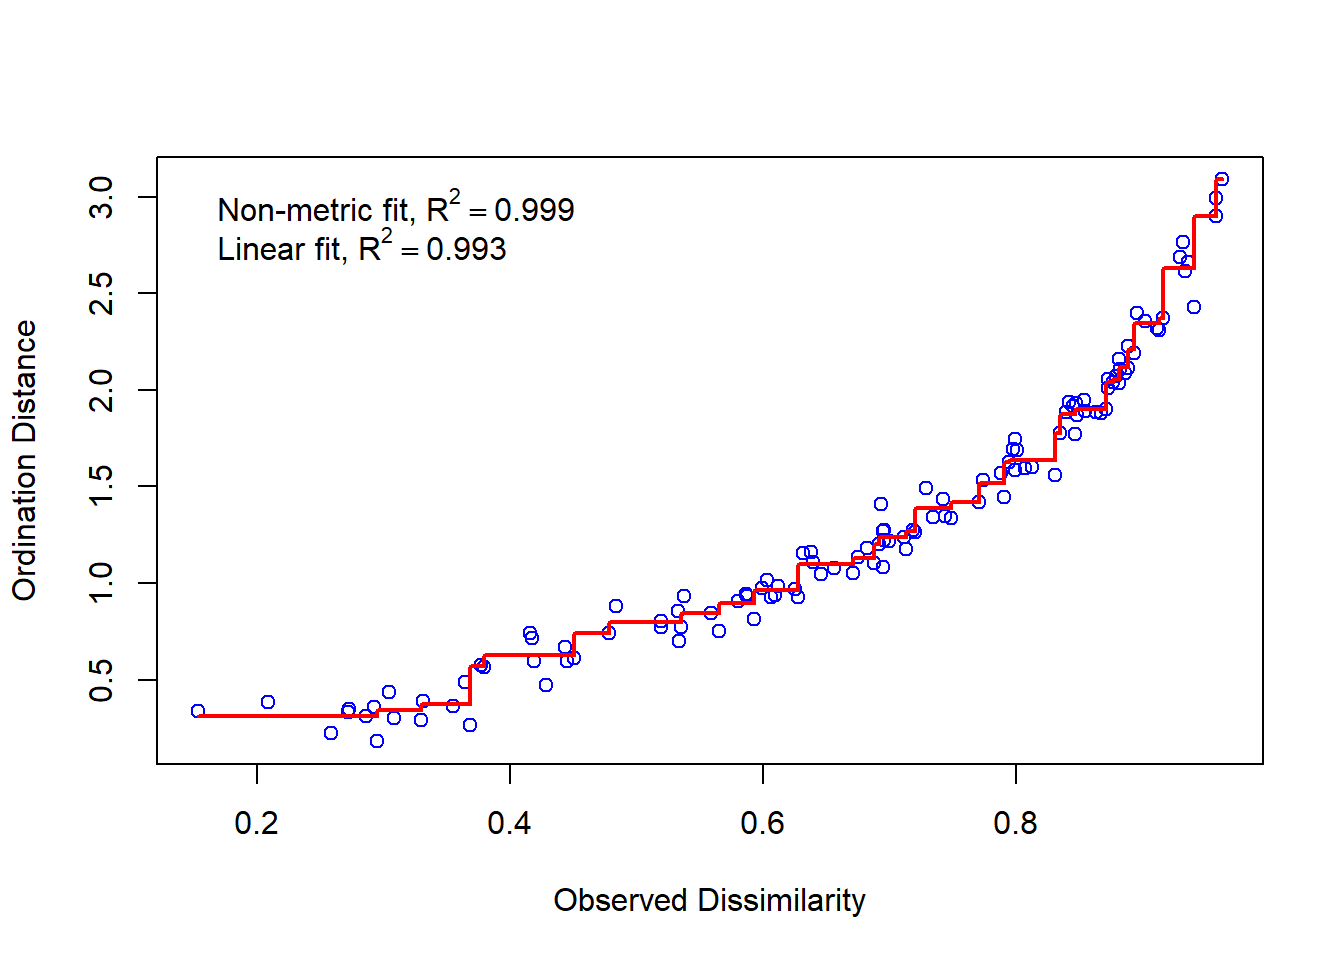 Non-metric fit, R² = 0.999
Linear fit, R² = 0.993
Ordination Distance
3.0
2.5
2.0
1.5
1.0
0.5
0.2 0.4 0.6 0.8
Observed Dissimilarity